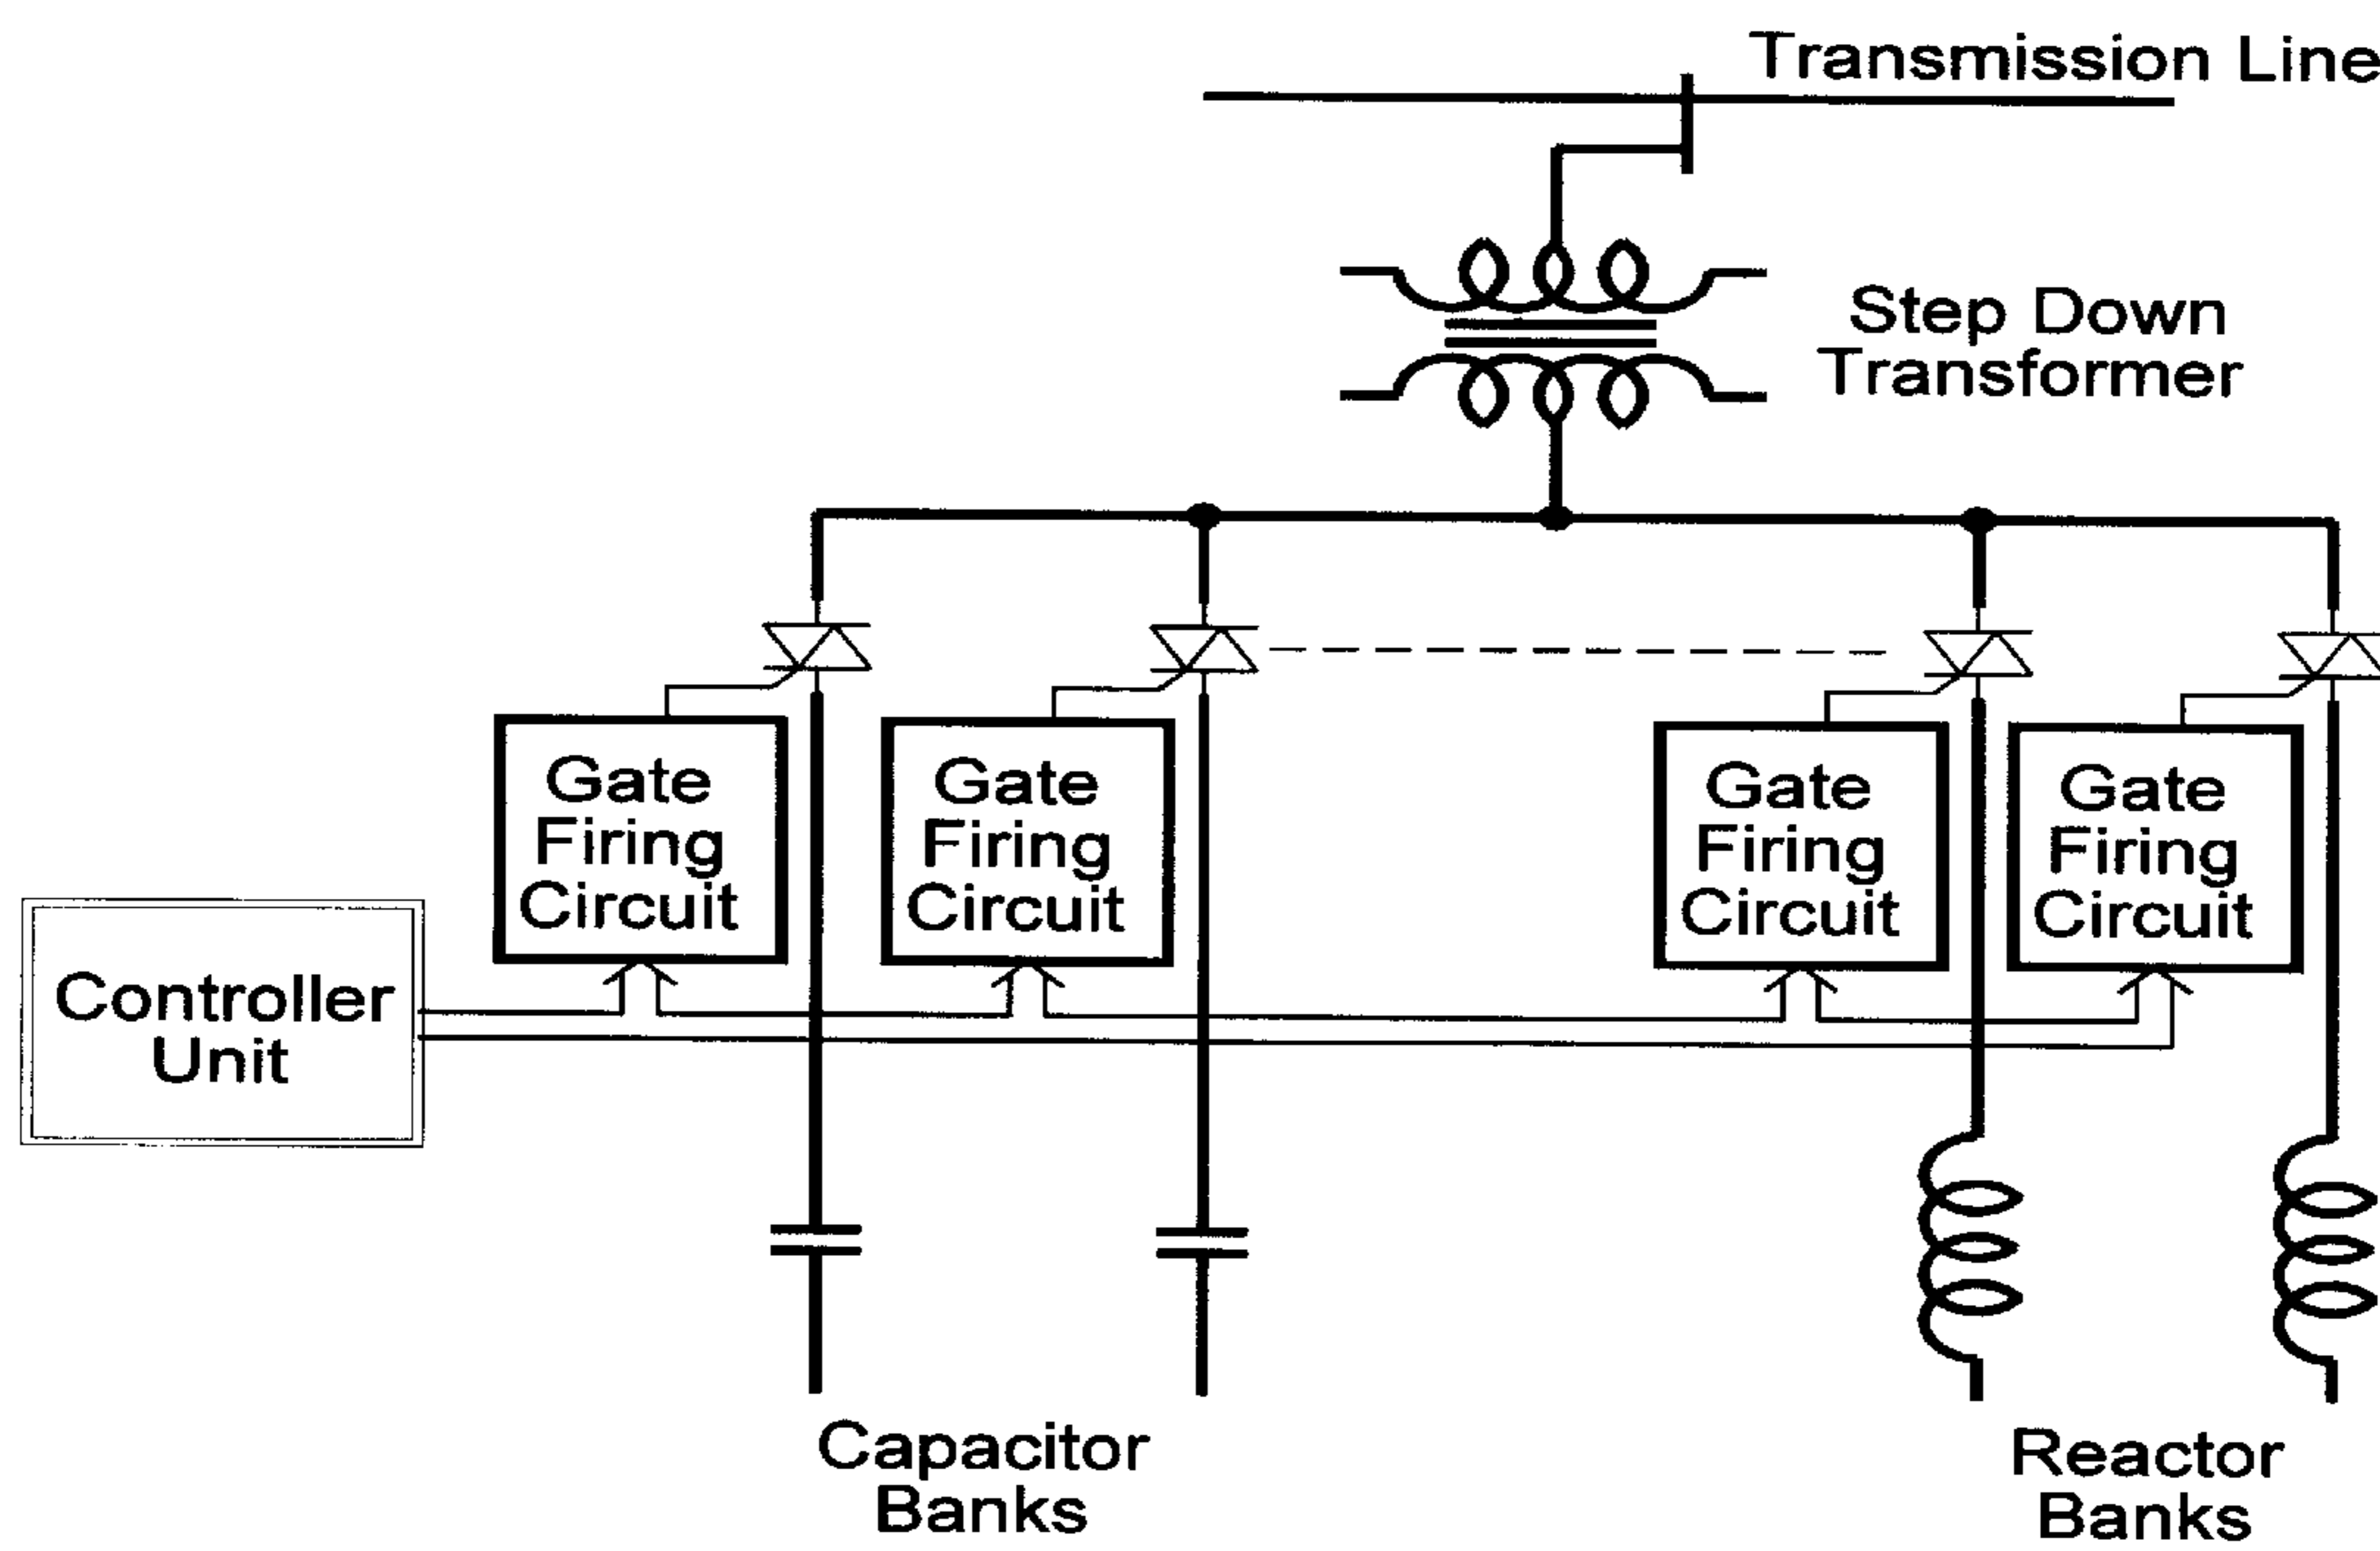 Transmission Line
Step Down
Transformer
Gate
Firing
Circuit
Gate
Firing
Circuit
Gate
Firing
Circuit
Gate
Firing
Circuit
Controller
Unit
Capacitor
Banks
Reactor
Banks